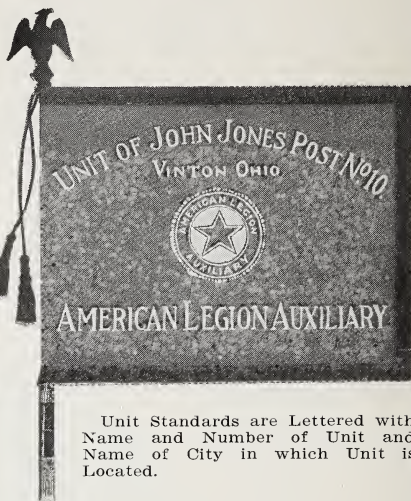 UNIT OF JOHN JONES POST NO 10.
VINTON OHIO
AMERICAN LEGION
AUXILIARY
AMERICAN LEGION AUXILIARY
Unit Standards are Lettered with
Name and Number of Unit and
Name of City in which Unit is
Located.